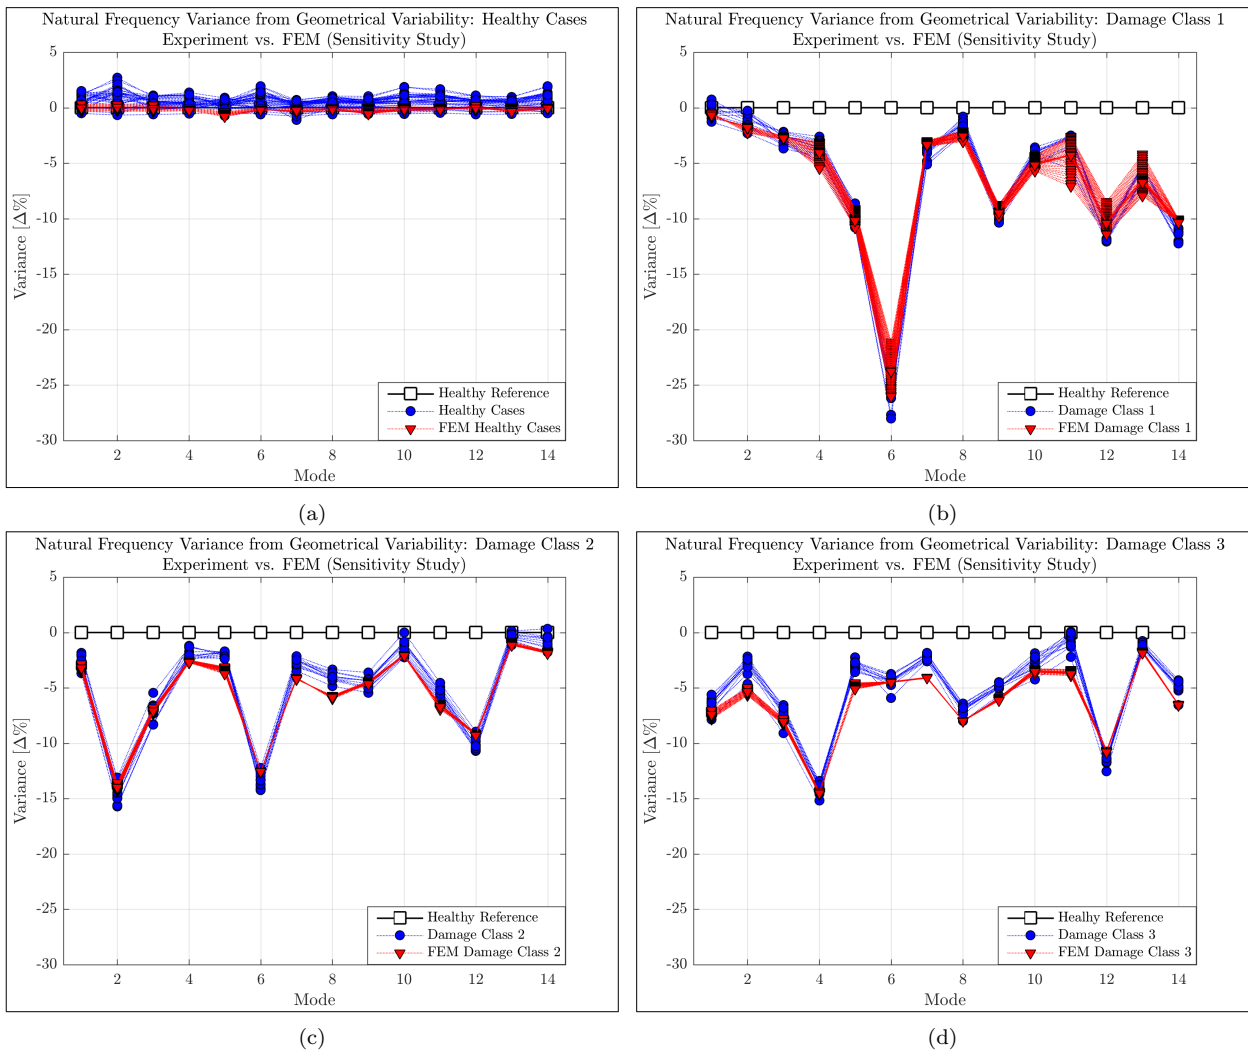 Natural Frequency Variance from Geometrical Variability: Healthy Cases
Experiment vs. FEM (Sensitivity Study)
5
0
-5
-10
-15
-20
-25
-30
Variance [Δ%]
2
4
6
8
10
12
14
Mode
Healthy Reference
Healthy Cases
FEM Healthy Cases
(a)
Natural Frequency Variance from Geometrical Variability: Damage Class 1
Experiment vs. FEM (Sensitivity Study)
5
0
-5
-10
-15
-20
-25
-30
Variance [Δ%]
2
4
6
8
10
12
14
Mode
Healthy Reference
Damage Class 1
FEM Damage Class 1
(b)
Natural Frequency Variance from Geometrical Variability: Damage Class 2
Experiment vs. FEM (Sensitivity Study)
5
0
-5
-10
-15
-20
-25
-30
Variance [Δ%]
2
4
6
8
10
12
14
Mode
Healhy Reference
Damage Class 2
FEM Damage Class 2
(c)
Natural Frequency Variance from Geometrical Variability: Damage Class 3
Experiment vs. FEM (Sensitivity Study)
5
0
-5
-10
-15
-20
-25
-30
Variance [Δ%]
2
4
6
8
10
12
14
Mode
Healhy Reference
Damage Class 3
FEM Damage Class 3
(d)